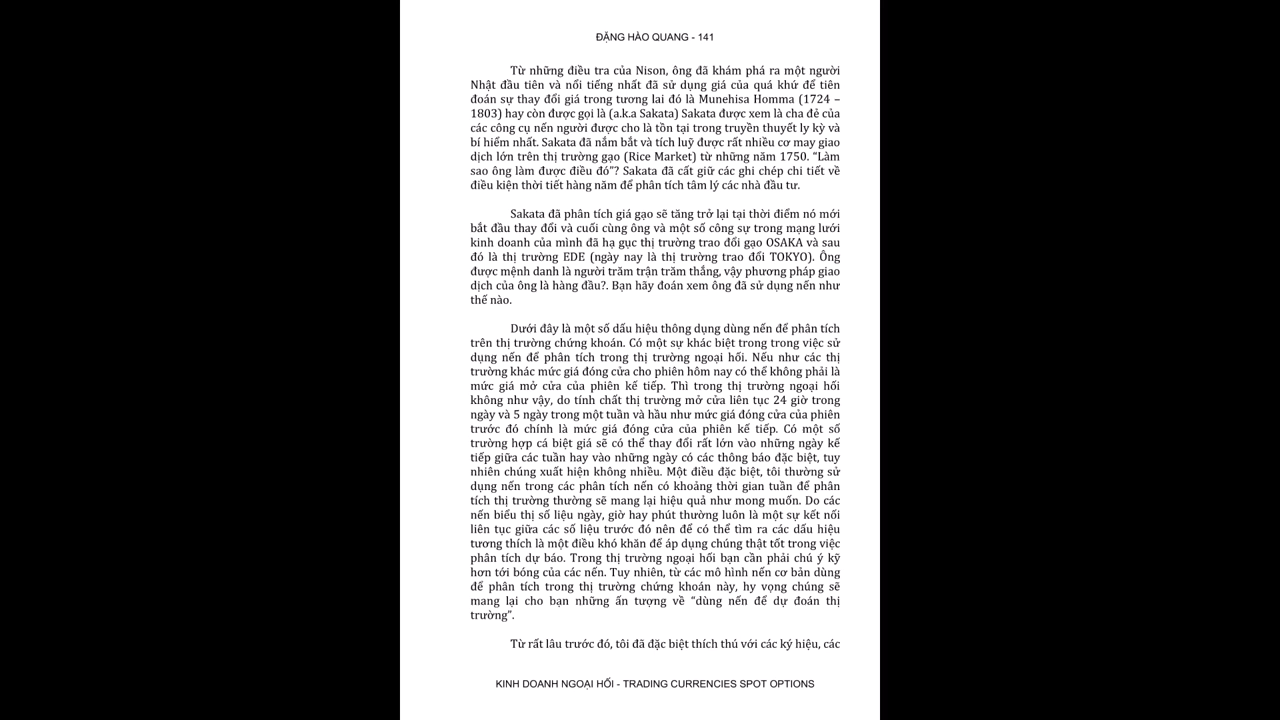 ĐẶNG HÀO QUANG - 141
Từ những điều tra của Nison, ông đã khám phá ra một người
Nhật đầu tiên và nổi tiếng nhất đã sử dụng giá của quá khứ để tiên
đoán sự thay đổi giá trong tương lai đó là Munehisa Homma (1724 –
1803) hay còn được gọi là (a.k.a Sakata) Sakata được xem là cha đẻ của
các công cụ nến người được cho là tồn tại trong truyền thuyết ly kỳ và
bí hiểm nhất. Sakata đã nắm bắt và tích luỹ được rất nhiều cơ may giao
dịch lớn trên thị trường gạo (Rice Market) từ những năm 1750. “Làm
sao ông làm được điều đó”? Sakata đã cất giữ các ghi chép chi tiết về
điều kiện thời tiết hàng năm để phân tích tâm lý các nhà đầu tư.
Sakata đã phân tích giá gạo sẽ tăng trở lại tại thời điểm nó mới
bắt đầu thay đổi và cuối cùng ông và một số công sự trong mạng lưới
kinh doanh của mình đã hạ gục thị trường trao đổi gạo OSAKA và sau
đó là thị trường EDE (ngày nay là thị trường trao đổi TOKYO). Ông
được mệnh danh là người trăm trận trăm thắng, vậy phương pháp giao
dịch của ông là hàng đầu?. Bạn hãy đoán xem ông đã sử dụng nến như
thế nào.
Dưới đây là một số dấu hiệu thông dụng dùng nến để phân tích
trên thị trường chứng khoán. Có một sự khác biệt trong trong việc sử
dụng nến để phân tích trong thị trường ngoại hối. Nếu như các thị
trường khác mức giá đóng cửa cho phiên hôm nay có thể không phải là
mức giá mở cửa của phiên kế tiếp. Thì trong thị trường ngoại hối
không như vậy, do tính chất thị trường mở cửa liên tục 24 giờ trong
ngày và 5 ngày trong một tuần và hầu như mức giá đóng cửa của phiên
trước đó chính là mức giá đóng cửa của phiên kế tiếp. Có một số
trường hợp cá biệt giá sẽ có thể thay đổi rất lớn vào những ngày kế
tiếp giữa các tuần hay vào những ngày có các thông báo đặc biệt, tuy
nhiên chúng xuất hiện không nhiều. Một điều đặc biệt, tôi thường sử
dụng nến trong các phân tích nến có khoảng thời gian tuần để phân
tích thị trường thường sẽ mang lại hiệu quả như mong muốn. Do các
nến biểu thị số liệu ngày, giờ hay phút thường luôn là một sự kết nối
liên tục giữa các số liệu trước đó nên để có thể tìm ra các dấu hiệu
tương thích là một điều khó khăn để áp dụng chúng thật tốt trong việc
phân tích dự báo. Trong thị trường ngoại hối bạn cần phải chú ý kỹ
hơn tới bóng của các nến. Tuy nhiên, từ các mô hình nến cơ bản dùng
để phân tích trong thị trường chứng khoán này, hy vọng chúng sẽ
mang lại cho bạn những ấn tượng về “dùng nến để dự đoán thị
trường”.
Từ rất lâu trước đó, tôi đã đặc biệt thích thú với các ký hiệu, các
KINH DOANH NGOẠI HỐI - TRADING CURRENCIES SPOT OPTIONS